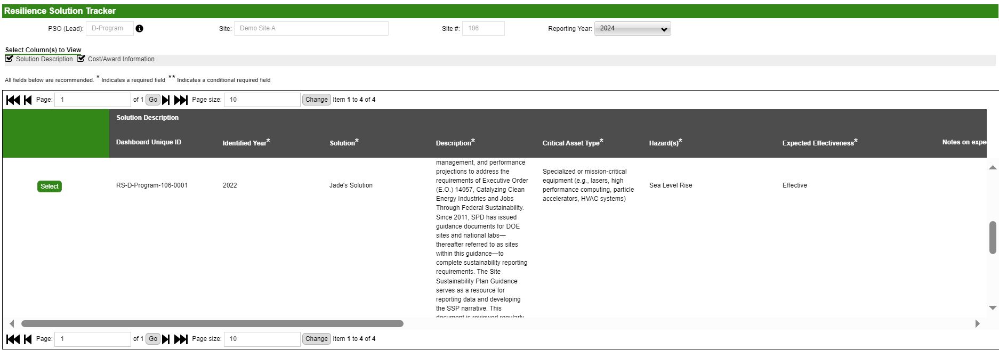 Resilience Solution Tracker
PSO (Lead): D-Program Site: Demo Site A Site #: 106 Reporting Year: 2024
Select Column(s) to View
Solution Description Cost/Award Information
All fields below are recommended. * Indicates a required field ** Indicates a conditional required field
Page: 1 of 1 Go Page size: 10 Change Item 1 to 4 of 4
Solution Description
Dashboard Unique ID Identified Year* Solution* Description* Critical Asset Type* Hazard(s)* Expected Effectiveness* Notes on expe
Select RS-D-Program-106-0001 2022 Jade's Solution
management, and performance
projections to address the
requirements of Executive Order
(E.O.) 14057, Catalyzing Clean
Energy Industries and Jobs
Through Federal Sustainability.
Since 2011, SPD has issued
guidance documents for DOE
sites and national labs—
thereafter referred to as sites
within this guidance—to
complete sustainability reporting
requirements. The Site
Sustainability Plan Guidance
serves as a resource for
reporting data and developing
the SSP narrative. This
document is reviewed regularly
Specialized or mission-critical
equipment (e.g., lasers, high
performance computing, particle
accelerators, HVAC systems)
Sea Level Rise
Effective
Page: 1 of 1 Go Page size: 10 Change Item 1 to 4 of 4